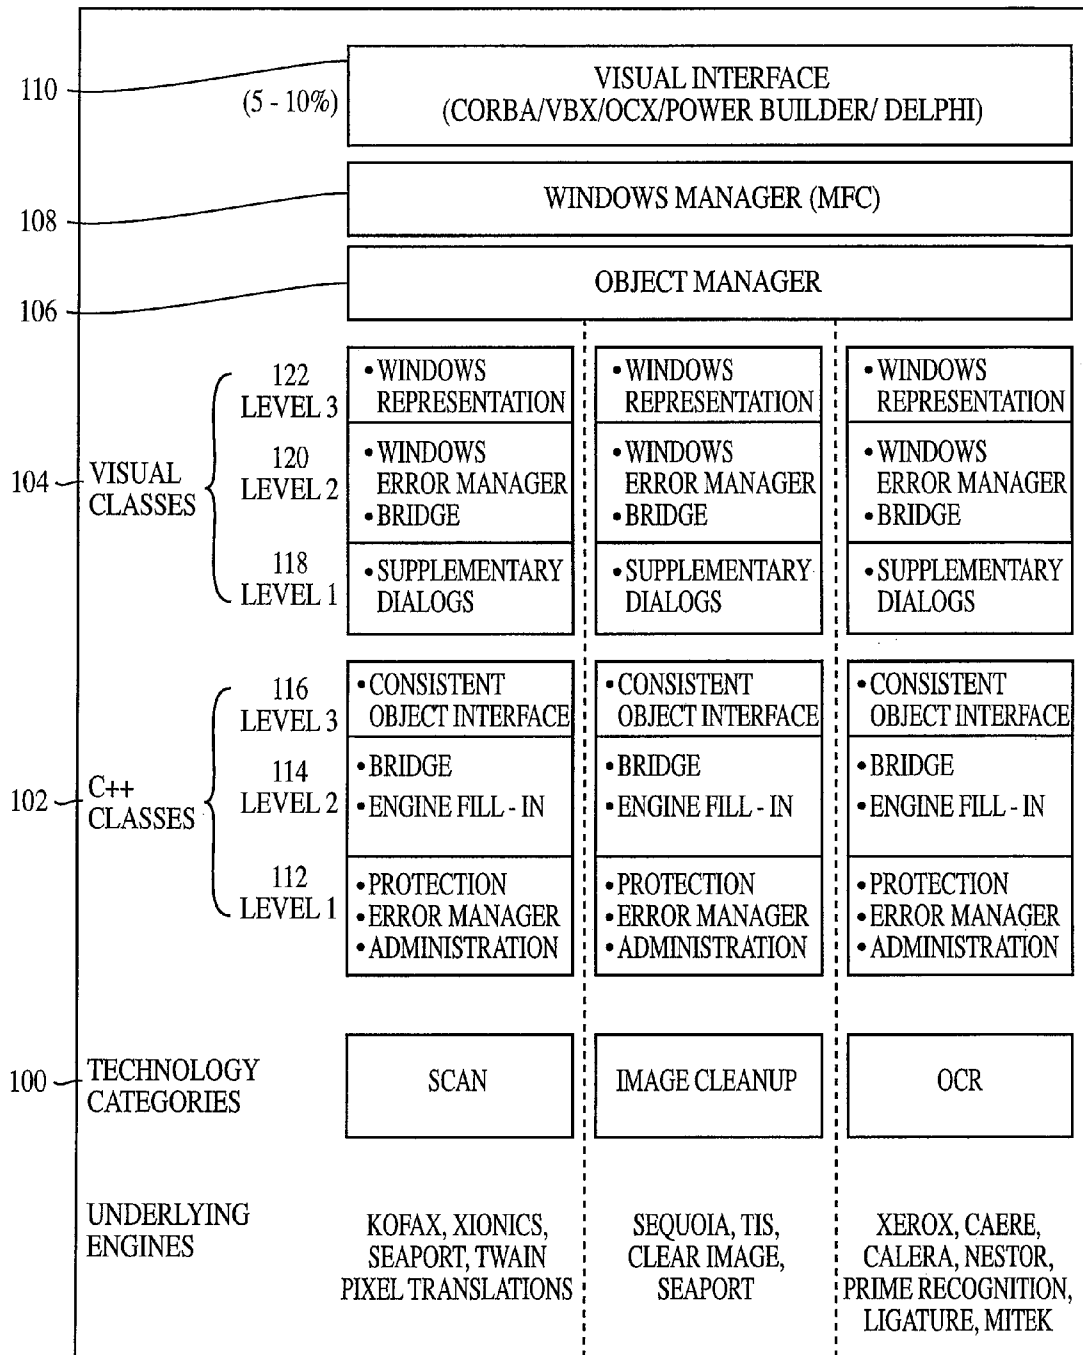 110
(5 - 10%)
VISUAL INTERFACE
(CORBA/VBX/OCX/POWER BUILDER/ DELPHI)
108
WINDOWS MANAGER (MFC)
106
OBJECT MANAGER
104
VISUAL
CLASSES
122
LEVEL 3
• WINDOWS
REPRESENTATION
• WINDOWS
REPRESENTATION
• WINDOWS
REPRESENTATION
120
LEVEL 2
• WINDOWS
ERROR MANAGER
• BRIDGE
• WINDOWS
ERROR MANAGER
• BRIDGE
• WINDOWS
ERROR MANAGER
• BRIDGE
118
LEVEL 1
• SUPPLEMENTARY
DIALOGS
• SUPPLEMENTARY
DIALOGS
• SUPPLEMENTARY
DIALOGS
102
C++
CLASSES
116
LEVEL 3
• CONSISTENT
OBJECT INTERFACE
• CONSISTENT
OBJECT INTERFACE
• CONSISTENT
OBJECT INTERFACE
114
LEVEL 2
• BRIDGE
• ENGINE FILL - IN
• BRIDGE
• ENGINE FILL - IN
• BRIDGE
• ENGINE FILL - IN
112
LEVEL 1
• PROTECTION
• ERROR MANAGER
• ADMINISTRATION
• PROTECTION
• ERROR MANAGER
• ADMINISTRATION
• PROTECTION
• ERROR MANAGER
• ADMINISTRATION
100
TECHNOLOGY
CATEGORIES
SCAN
IMAGE CLEANUP
OCR
UNDERLYING
ENGINES
KOFAX, XIONICS,
SEAPORT, TWAIN
PIXEL TRANSLATIONS
SEQUOIA, TIS,
CLEAR IMAGE,
SEAPORT
XEROX, CAERE,
CALERA, NESTOR,
PRIME RECOGNITION,
LIGATURE, MITEK